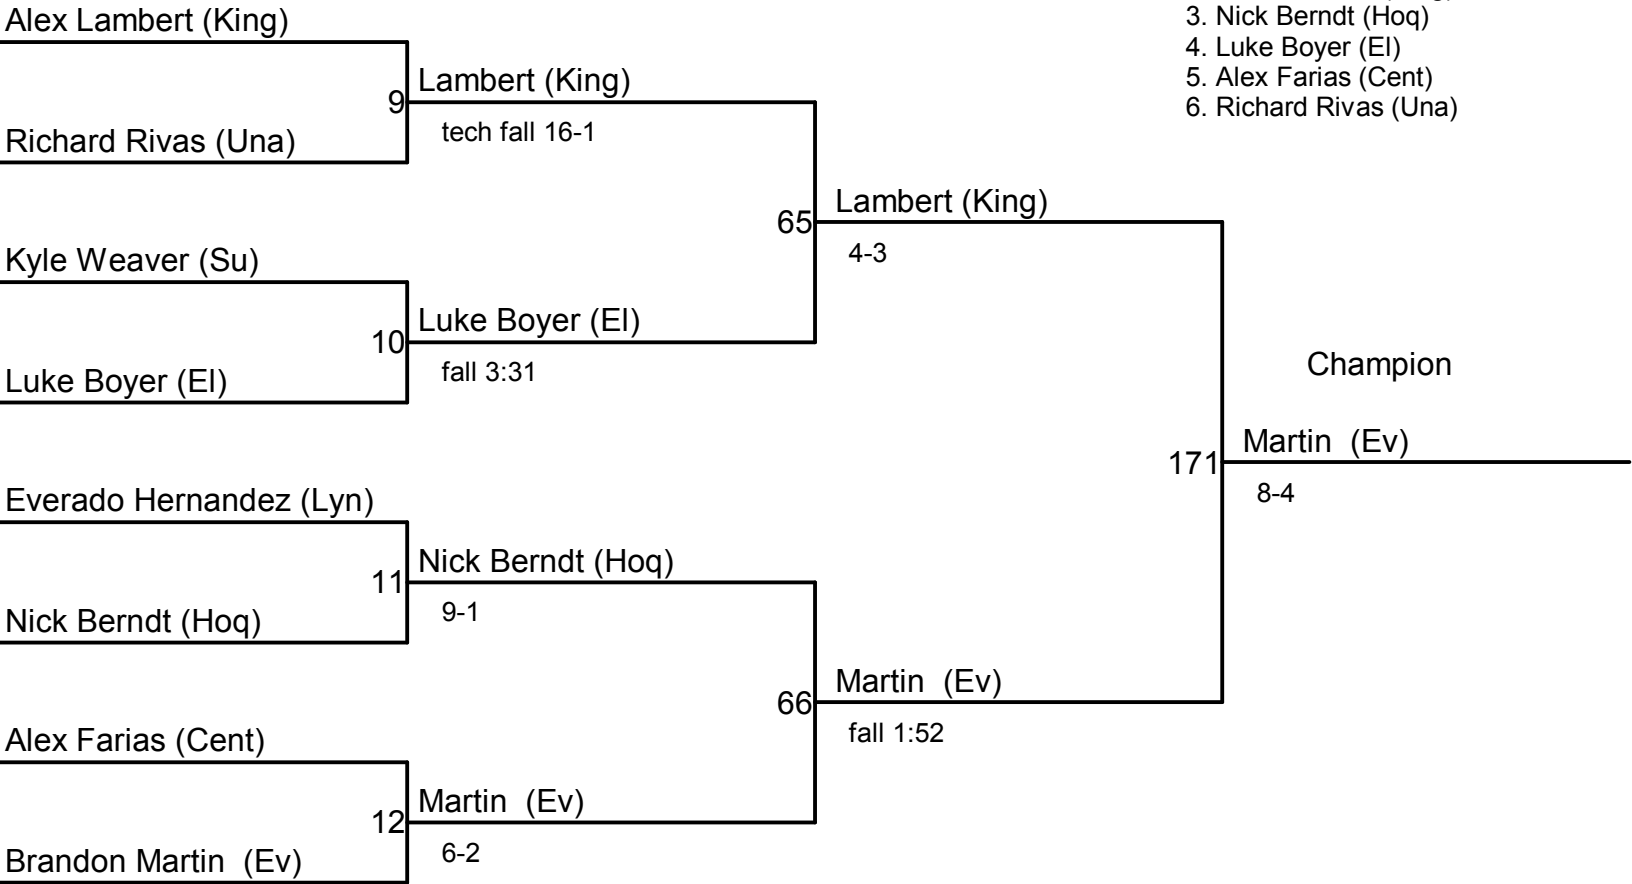 Alex Lambert (King)
3. Nick Berndt (Hoq)
4. Luke Boyer (El)
5. Alex Farias (Cent)
6. Richard Rivas (Una)
9
Lambert (King)
tech fall 16-1
Richard Rivas (Una)
65
Lambert (King)
4-3
Kyle Weaver (Su)
10
Luke Boyer (El)
fall 3:31
Luke Boyer (El)
Champion
171
Martin (Ev)
8-4
Everado Hernandez (Lyn)
11
Nick Berndt (Hoq)
9-1
Nick Berndt (Hoq)
66
Martin (Ev)
fall 1:52
Alex Farias (Cent)
12
Martin (Ev)
6-2
Brandon Martin (Ev)